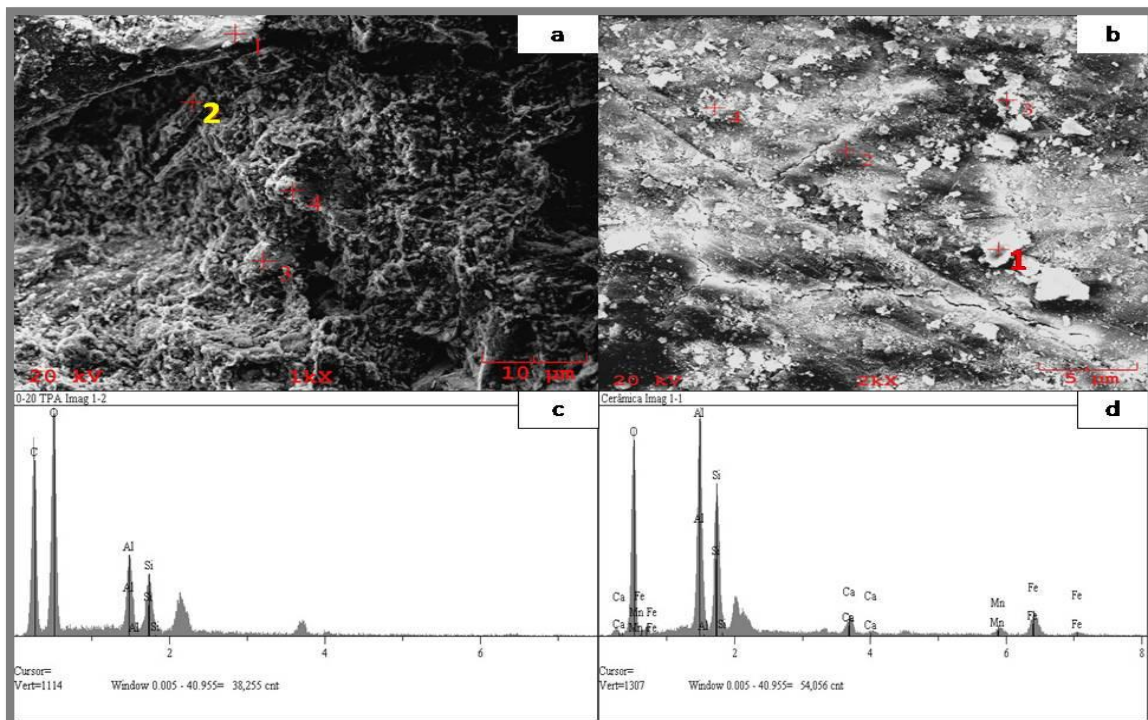 a
1
2
4
3
20 kV 1kX 10 µm
b
4
3
2
1
20 kV 2kX 5 µm
0-20 TPA Imag 1-2
c
C
O
Al
Si
Al
Si
Al Si
2 4 6
Cursor=
Vert=1114 Window 0.005 - 40.955= 38,255 cnt
Cerâmica Imag 1-1
d
Al
O
Si
Al
Si
Ca Fe Ca Ca Mn Fe Fe
Mn Fe
Ca Mn Fe Al Si Ca Ca Mn Fe Fe
2 4 6 8
Cursor=
Vert=1307 Window 0.005 - 40.955= 54,056 cnt